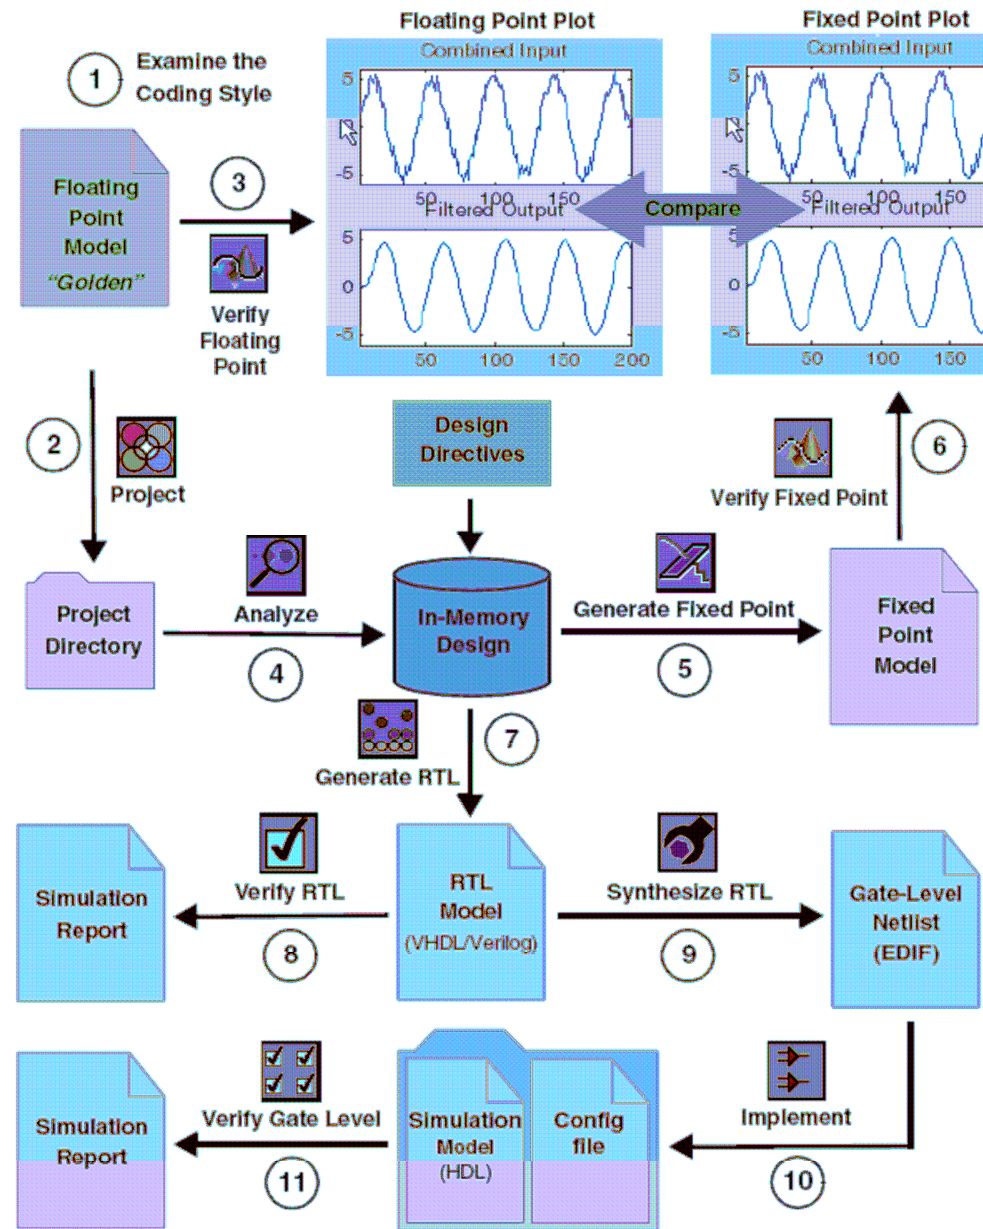 Floating Point Plot
Fixed Point Plot
Combined Input
Combined Input
1
Examine the
Coding Style
5
0
-5
50
100
150
5
0
-5
50
100
150
Floating
Point
Model
“Golden”
3
Verify
Floating
Point
Filtered Output
Compare
Filtered Output
5
0
-5
50
100
150
200
5
0
-5
50
100
150
2
Project
Design
Directives
Verify Fixed Point
6
Project
Directory
Analyze
4
In-Memory
Design
Generate Fixed Point
5
Fixed
Point
Model
Generate RTL
7
Simulation
Report
Verify RTL
8
RTL
Model
(VHDL/Verilog)
Synthesize RTL
9
Gate-Level
Netlist
(EDIF)
Simulation
Report
Verify Gate Level
11
Simulation
Model
(HDL)
Config
file
Implement
10